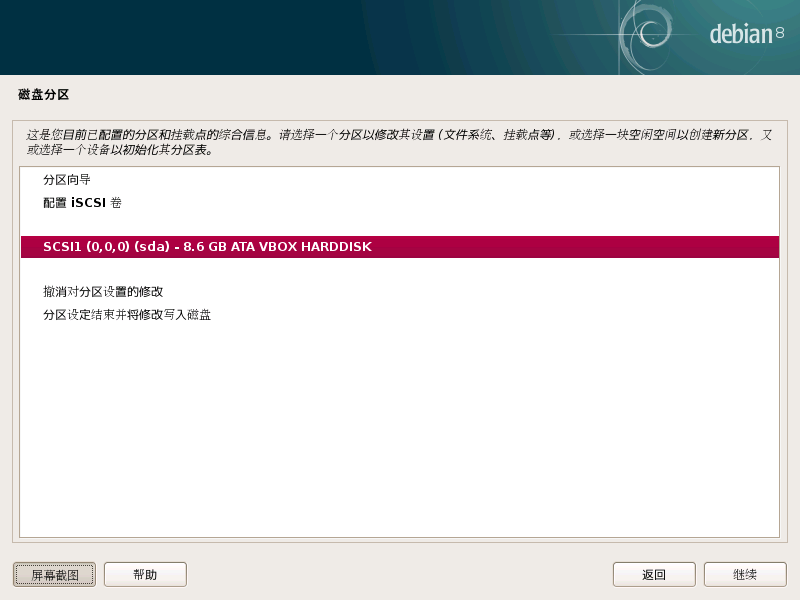 debian 8
磁盘分区
这是您目前已配置的分区和挂载点的综合信息。请选择一个分区以修改其设置 (文件系统、挂载点等)，或选择一块空闲空间以创建新分区，又
或选择一个设备以初始化其分区表。
分区向导
配置 iSCSI 卷
SCSI1 (0,0,0) (sda) - 8.6 GB ATA VBOX HARDDISK
撤消对分区设置的修改
分区设定结束并将修改写入磁盘
屏幕截图 帮助 返回 继续